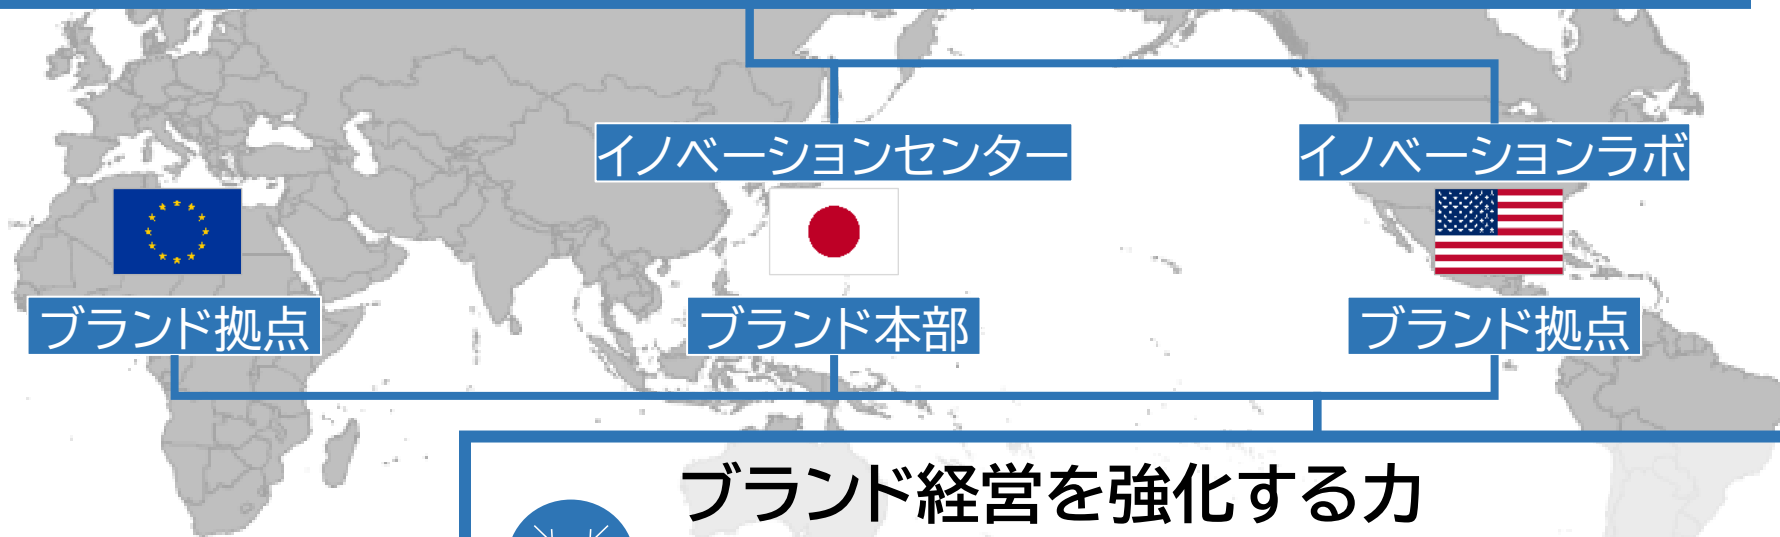 イノベーションセンター
イノベーションラボ
ブランド拠点
ブランド本部
ブランド拠点
ブランド経営を強化する力